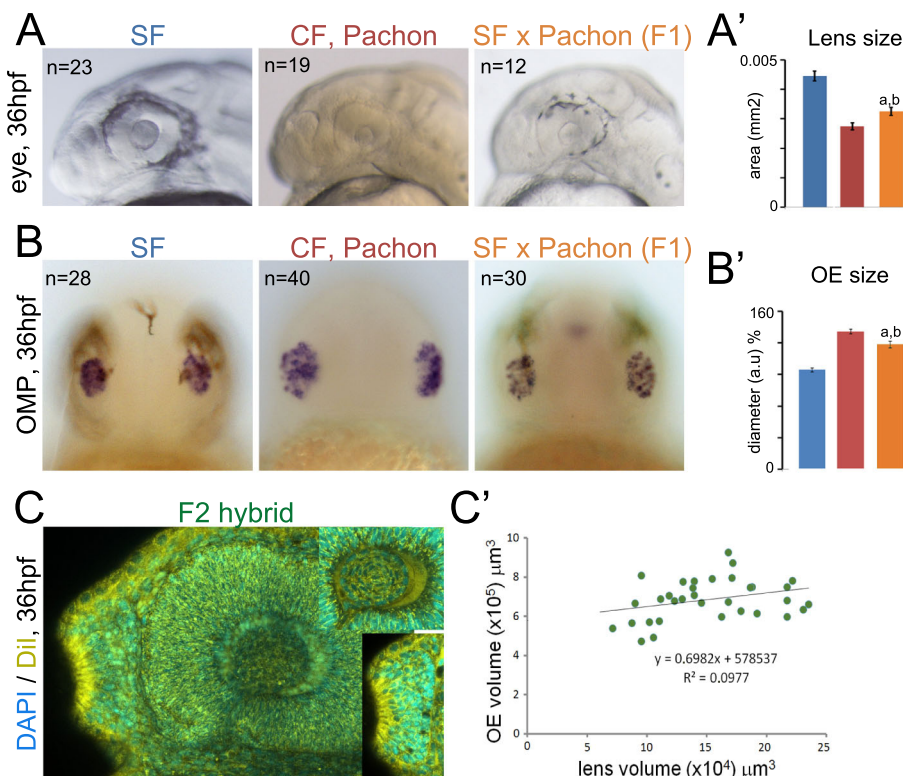 A
SF
CF, Pachon
SF x Pachon (F1)
eye, 36hpf
n=23
n=19
n=12
A'
Lens size
0.005
area (mm2)
0
a,b
B
SF
CF, Pachon
SF x Pachon (F1)
OMP, 36hpf
n=28
n=40
n=30
B'
OE size
160
diameter (a.u) %
0
a,b
C
F2 hybrid
DAPI / DiI, 36hpf
C'
OE volume (x10⁵) µm³
10
8
6
4
2
0
y = 0.6982x + 578537
R² = 0.0977
0 5 10 15 20 25
lens volume (x10⁴) µm³